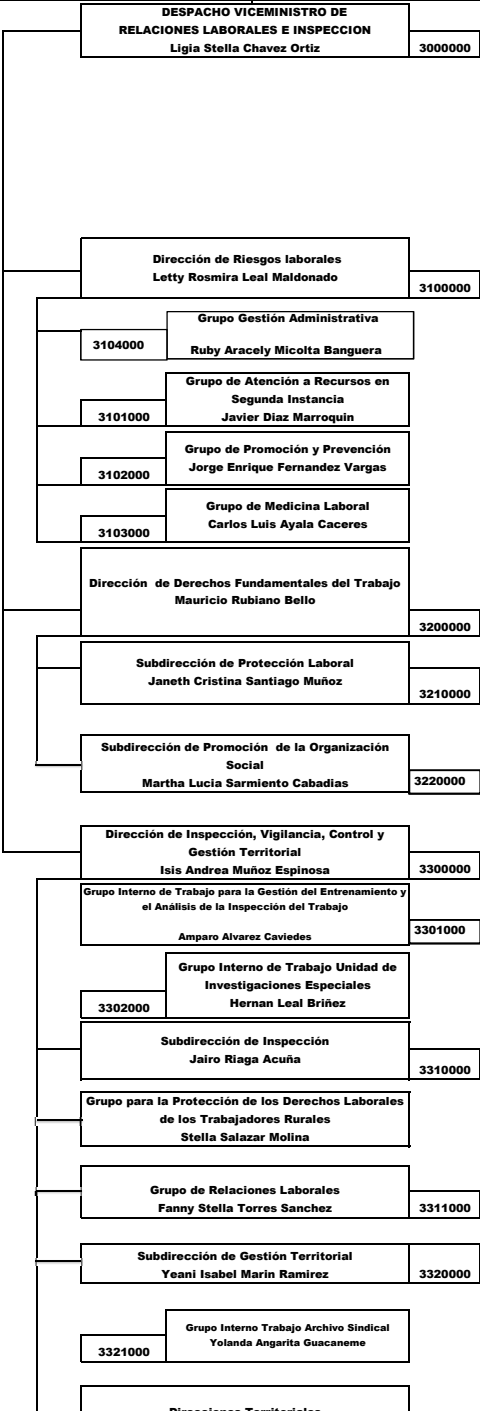 DESPACHO VICEMINISTRO DE
RELACIONES LABORALES E INSPECCION
Ligia Stella Chavez Ortiz
3000000
Dirección de Riesgos laborales
Letty Rosmira Leal Maldonado
3100000
Grupo Gestión Administrativa
3104000
Ruby Aracely Micolta Banguera
Grupo de Atención a Recursos en
Segunda Instancia
Javier Diaz Marroquin
3101000
Grupo de Promoción y Prevención
Jorge Enrique Fernandez Vargas
3102000
Grupo de Medicina Laboral
Carlos Luis Ayala Caceres
3103000
Dirección de Derechos Fundamentales del Trabajo
Mauricio Rubiano Bello
3200000
Subdirección de Protección Laboral
Janeth Cristina Santiago Muñoz
3210000
Subdirección de Promoción de la Organización
Social
Martha Lucia Sarmiento Cabadias
3220000
Dirección de Inspección, Vigilancia, Control y
Gestión Territorial
Isis Andrea Muñoz Espinosa
3300000
Grupo Interno de Trabajo para la Gestión del Entrenamiento y
el Análisis de la Inspección del Trabajo
Amparo Alvarez Caviedes
3301000
Grupo Interno de Trabajo Unidad de
Investigaciones Especiales
Hernan Leal Briñez
3302000
Subdirección de Inspección
Jairo Riaga Acuña
3310000
Grupo para la Protección de los Derechos Laborales
de los Trabajadores Rurales
Stella Salazar Molina
Grupo de Relaciones Laborales
Fanny Stella Torres Sanchez
3311000
Subdirección de Gestión Territorial
Yeani Isabel Marin Ramirez
3320000
Grupo Interno Trabajo Archivo Sindical
Yolanda Angarita Guacaneme
3321000
Direcciones Territoriales